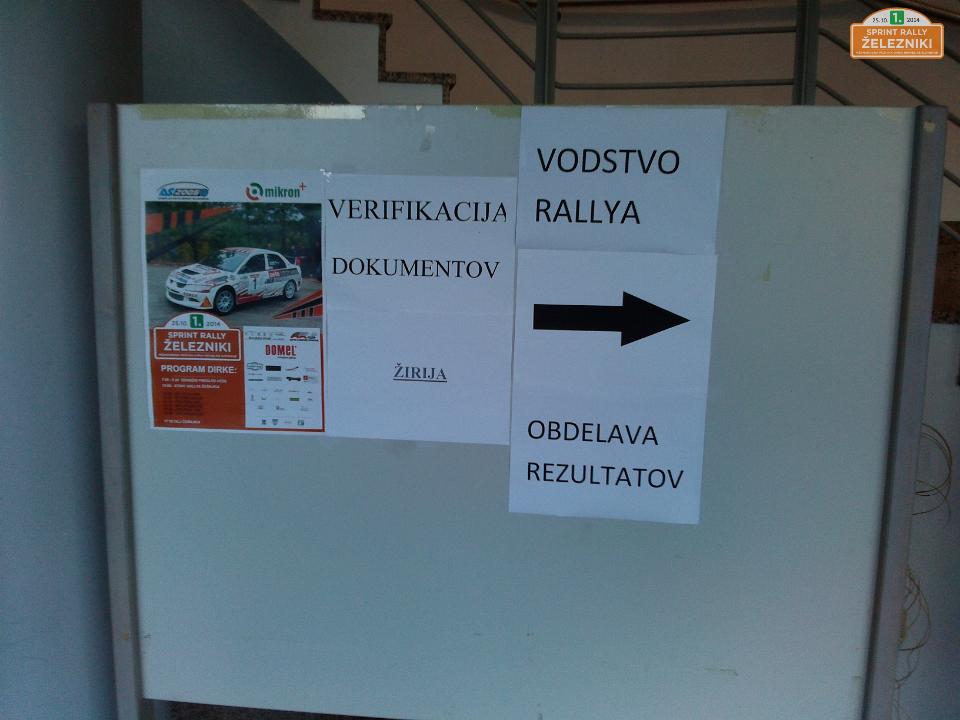 25.10. 1. 2014
SPRINT RALLY
ŽELEZNIKI
mikron+
25.10. 1. 2014
SPRINT RALLY
ŽELEZNIKI
PROGRAM DIRKE:
DOMEL
VERIFIKACIJA
DOKUMENTOV
ŽIRIJA
VODSTVO
RALLYA
OBDELAVA
REZULTATOV